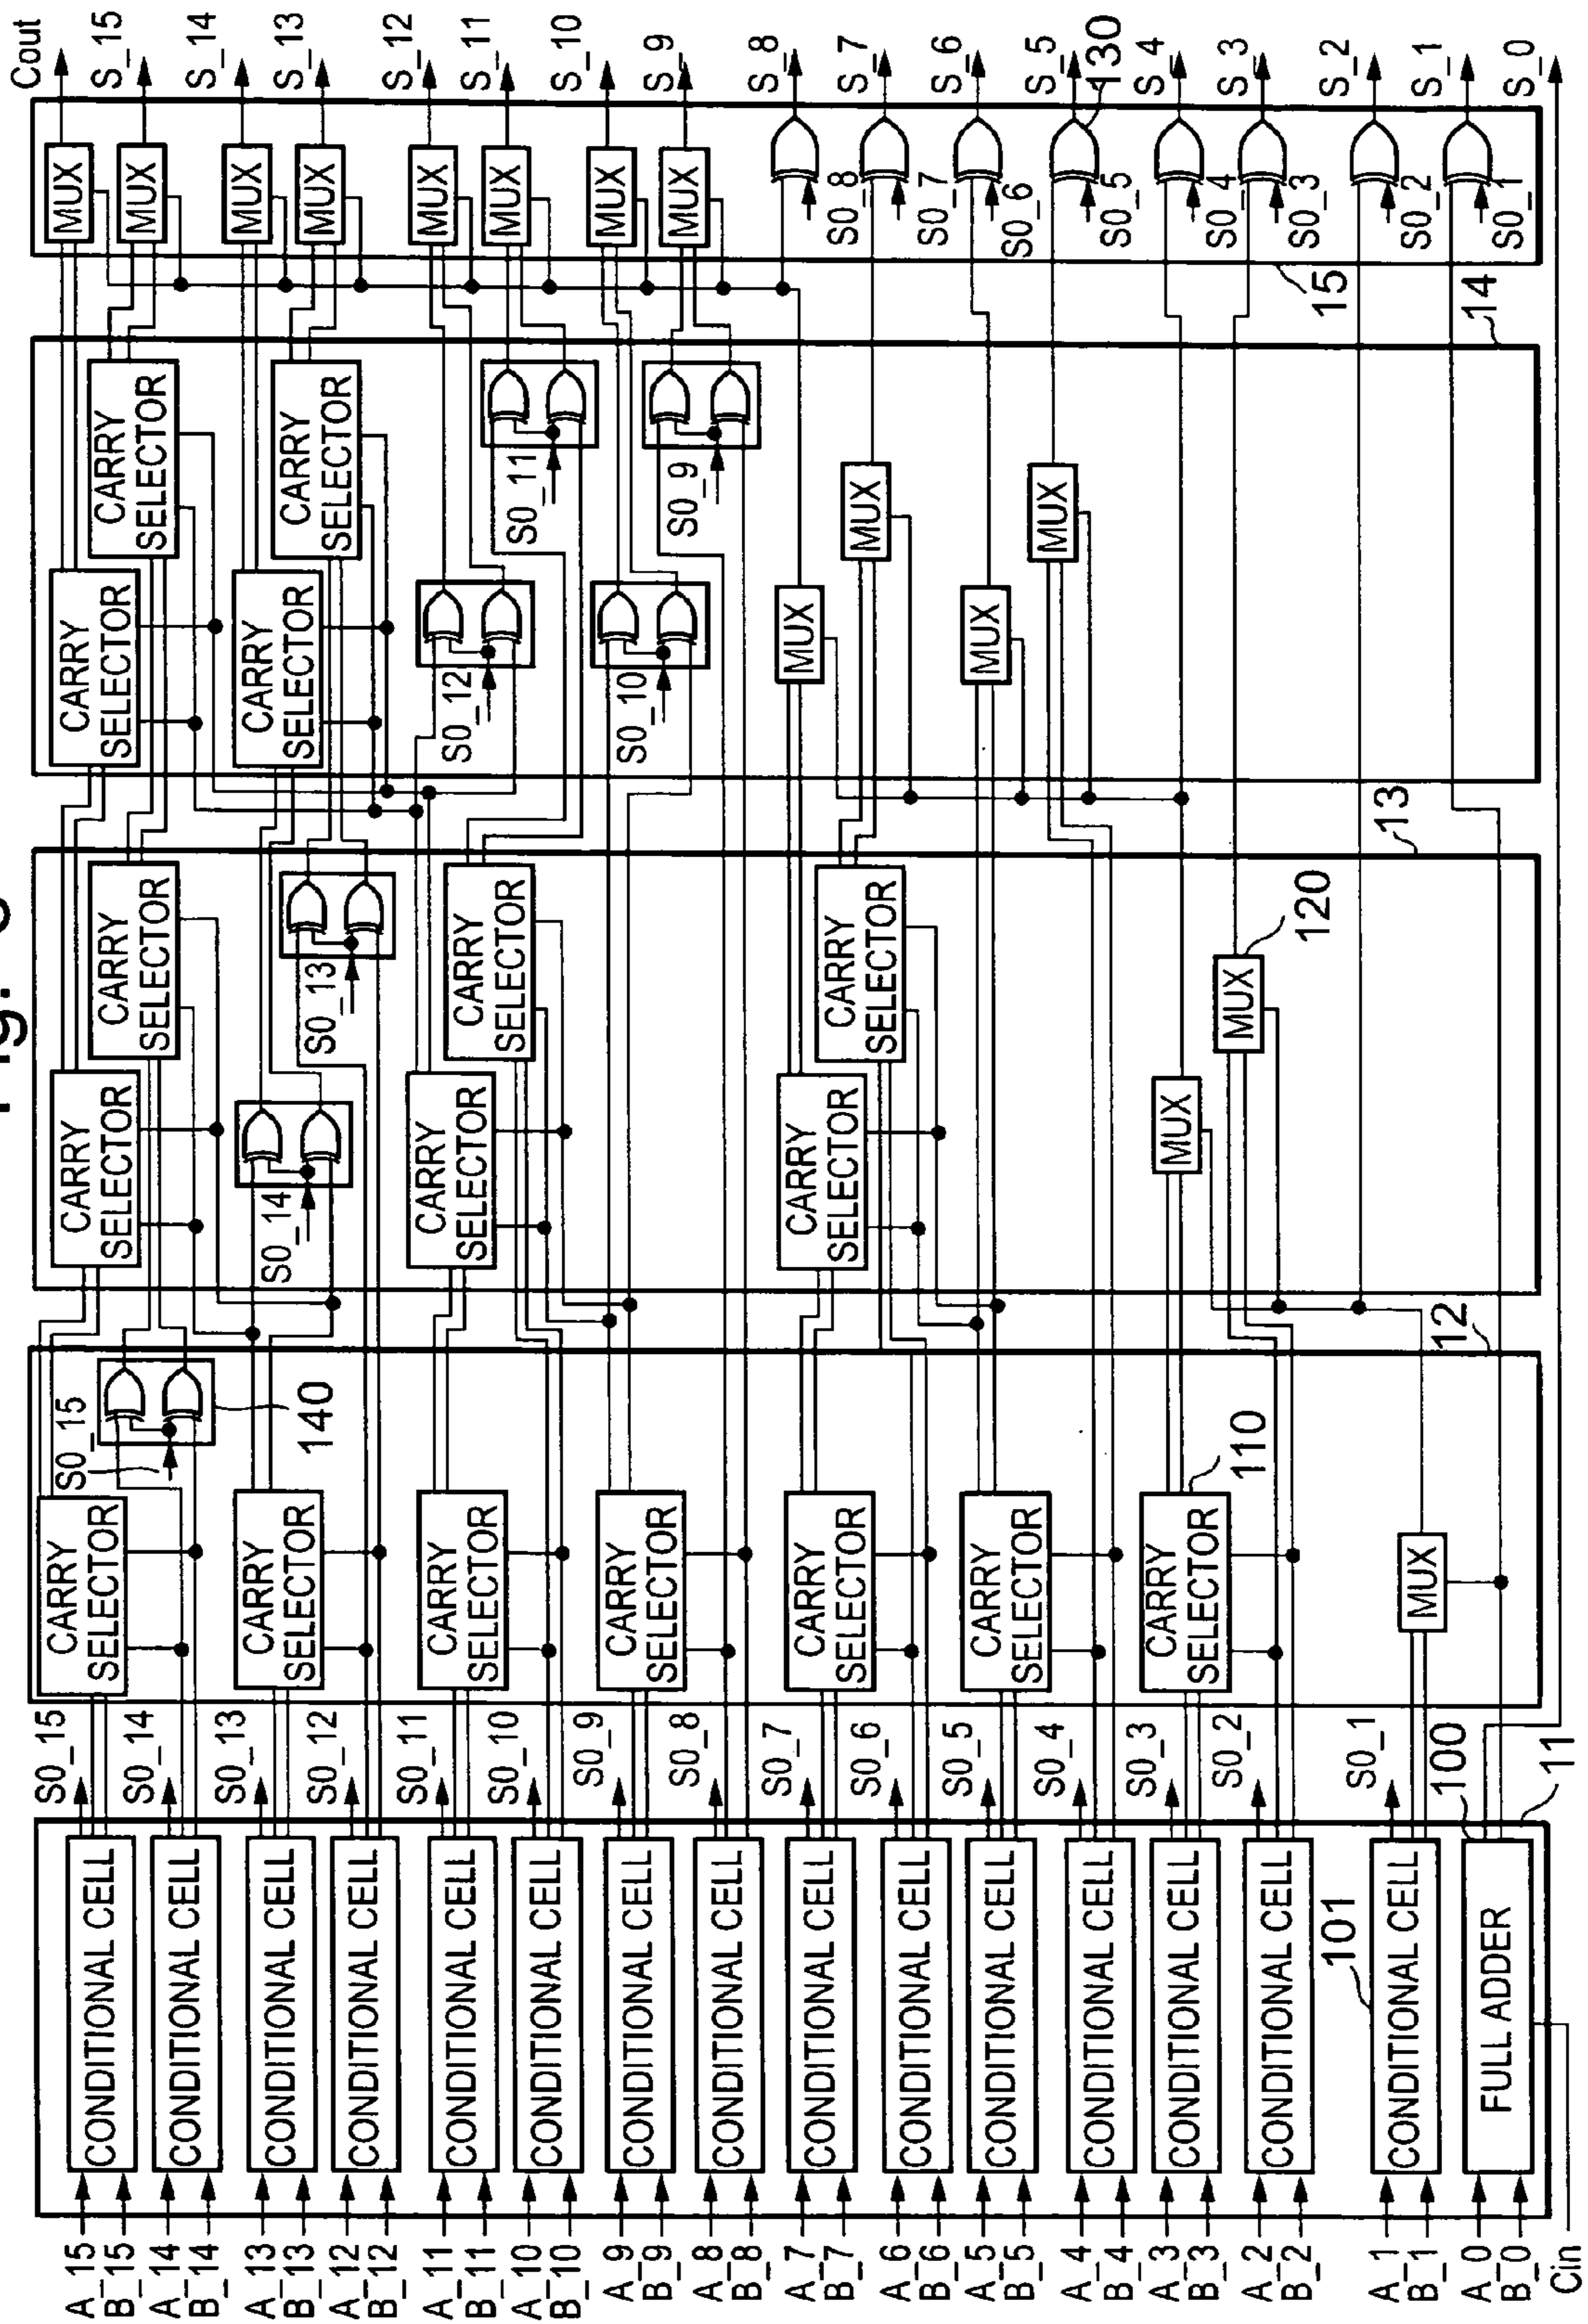 Fig.
A_15
B_15
A_14
B_14
A_13
B_13
A_12
B_12
A_11
B_11
A_10
B_10
A_9
B_9
A_8
B_8
A_7
B_7
A_6
B_6
A_5
B_5
A_4
B_4
A_3
B_3
A_2
B_2
A_1
B_1
A_0
B_0
Cin
CONDITIONAL CELL
CONDITIONAL CELL
CONDITIONAL CELL
CONDITIONAL CELL
CONDITIONAL CELL
CONDITIONAL CELL
CONDITIONAL CELL
CONDITIONAL CELL
CONDITIONAL CELL
CONDITIONAL CELL
CONDITIONAL CELL
CONDITIONAL CELL
CONDITIONAL CELL
CONDITIONAL CELL
101
CONDITIONAL CELL
FULL ADDER
100
11
S0_15
S0_14
S0_13
S0_12
S0_11
S0_10
S0_9
S0_8
S0_7
S0_6
S0_5
S0_4
S0_3
S0_2
S0_1
CARRY
SELECTOR
S0_15
140
CARRY
SELECTOR
CARRY
SELECTOR
CARRY
SELECTOR
CARRY
SELECTOR
CARRY
SELECTOR
CARRY
SELECTOR
110
MUX
12
CARRY
SELECTOR
CARRY
SELECTOR
S0_14
S0_13
CARRY
SELECTOR
CARRY
SELECTOR
CARRY
SELECTOR
CARRY
SELECTOR
MUX
MUX
120
13
CARRY
SELECTOR
CARRY
SELECTOR
CARRY
SELECTOR
CARRY
SELECTOR
S0_12
S0_11
S0_10
S0_9
MUX
MUX
MUX
MUX
14
MUX
MUX
MUX
MUX
MUX
MUX
MUX
MUX
S0_8
S0_7
S0_6
S0_5
S0_4
S0_3
S0_2
S0_1
130
15
Cout
S_15
S_14
S_13
S_12
S_11
S_10
S_9
S_8
S_7
S_6
S_5
S_4
S_3
S_2
S_1
S_0